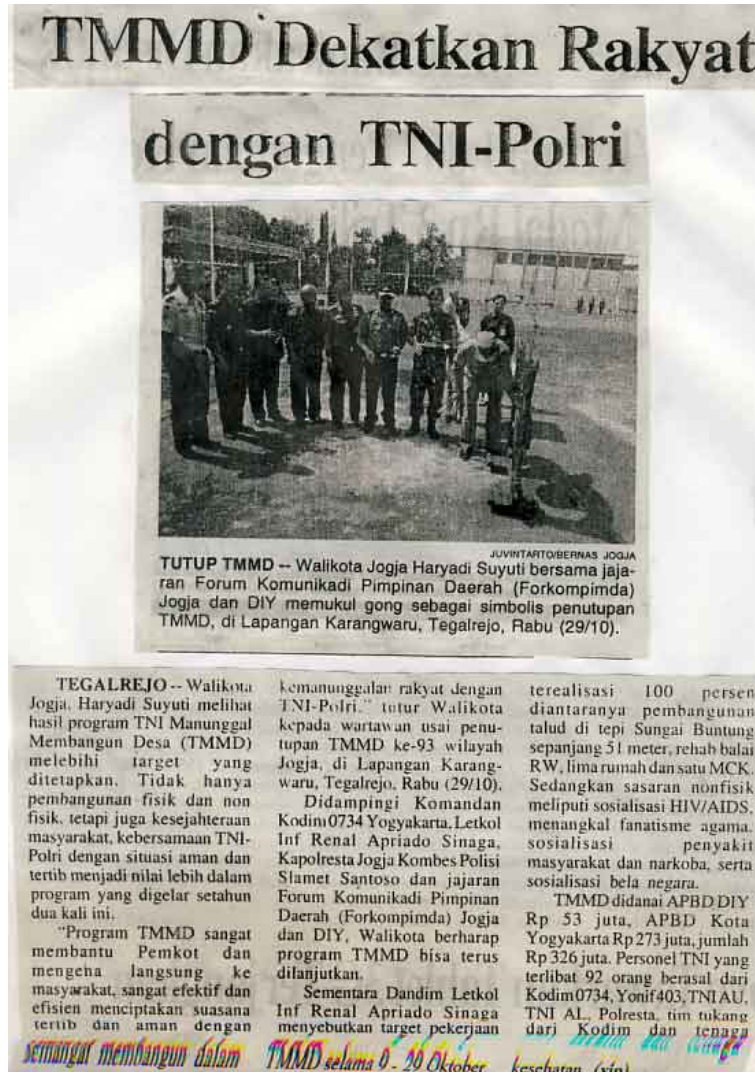 TMMD Dekatkan Rakyat
dengan TNI-Polri
JUVINTARTO/BERNAS JOGJA
TUTUP TMMD -- Walikota Jogja Haryadi Suyuti bersama jaja-
ran Forum Komunikadi Pimpinan Daerah (Forkompimda)
Jogja dan DIY memukul gong sebagai simbolis penutupan
TMMD, di Lapangan Karangwaru, Tegalrejo, Rabu (29/10).
TEGALREJO -- Walikota
Jogja, Haryadi Suyuti melihat
hasil program TNI Manunggal
Membangun Desa (TMMD)
melebihi target yang
ditetapkan. Tidak hanya
pembangunan fisik dan non
fisik, tetapi juga kesejahteraan
masyarakat, kebersamaan TNI-
Polri dengan situasi aman dan
tertib menjadi nilai lebih dalam
program yang digelar setahun
dua kali ini.
"Program TMMD sangat
membantu Pemkot dan
mengena langsung ke
masyarakat, sangat efektif dan
efisien menciptakan suasana
tertib dan aman dengan
semangat membangun dalam
kemanunggalan rakyat dengan
TNI-Polri," tutur Walikota
kepada wartawan usai penu-
tupan TMMD ke-93 wilayah
Jogja, di Lapangan Karang-
waru, Tegalrejo, Rabu (29/10).
Didampingi Komandan
Kodim 0734 Yogyakarta, Letkol
Inf Renal Apriado Sinaga,
Kapolresta Jogja Kombes Polisi
Slamet Santoso dan jajaran
Forum Komunikadi Pimpinan
Daerah (Forkompimda) Jogja
dan DIY, Walikota berharap
program TMMD bisa terus
dilanjutkan.
Sementara Dandim Letkol
Inf Renal Apriado Sinaga
menyebutkan target pekerjaan
TMMD selama 9 - 29 Oktober
terealisasi 100 persen
diantaranya pembangunan
talud di tepi Sungai Buntung
sepanjang 51 meter, rehab balai
RW, lima rumah dan satu MCK.
Sedangkan sasaran nonfisik
meliputi sosialisasi HIV/AIDS,
menangkal fanatisme agama,
sosialisasi penyakit
masyarakat dan narkoba, serta
sosialisasi bela negara.
TMMD didanai APBD DIY
Rp 53 juta, APBD Kota
Yogyakarta Rp 273 juta, jumlah
Rp 326 juta. Personel TNI yang
terlibat 92 orang berasal dari
Kodim 0734, Yonif 403, TNI AU,
TNI AL, Polresta, tim tukang
dari Kodim dan tenaga
kesehatan. (vin)